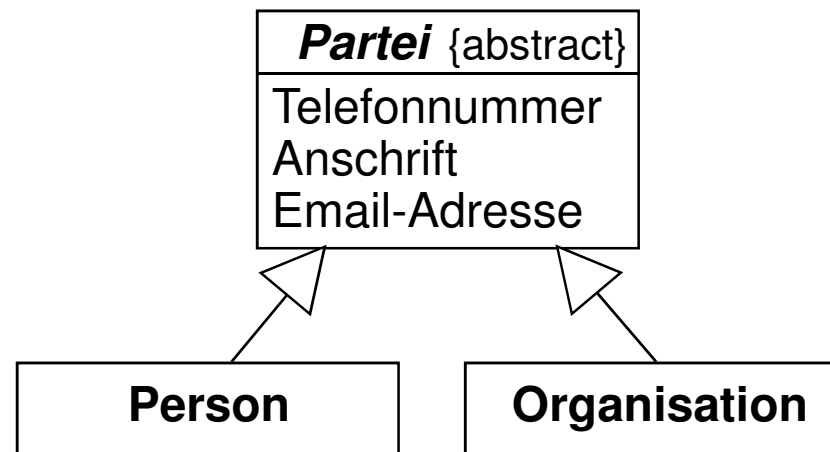 Partei {abstract}
Telefonnummer
Anschrift
Email-Adresse
Person
Organisation